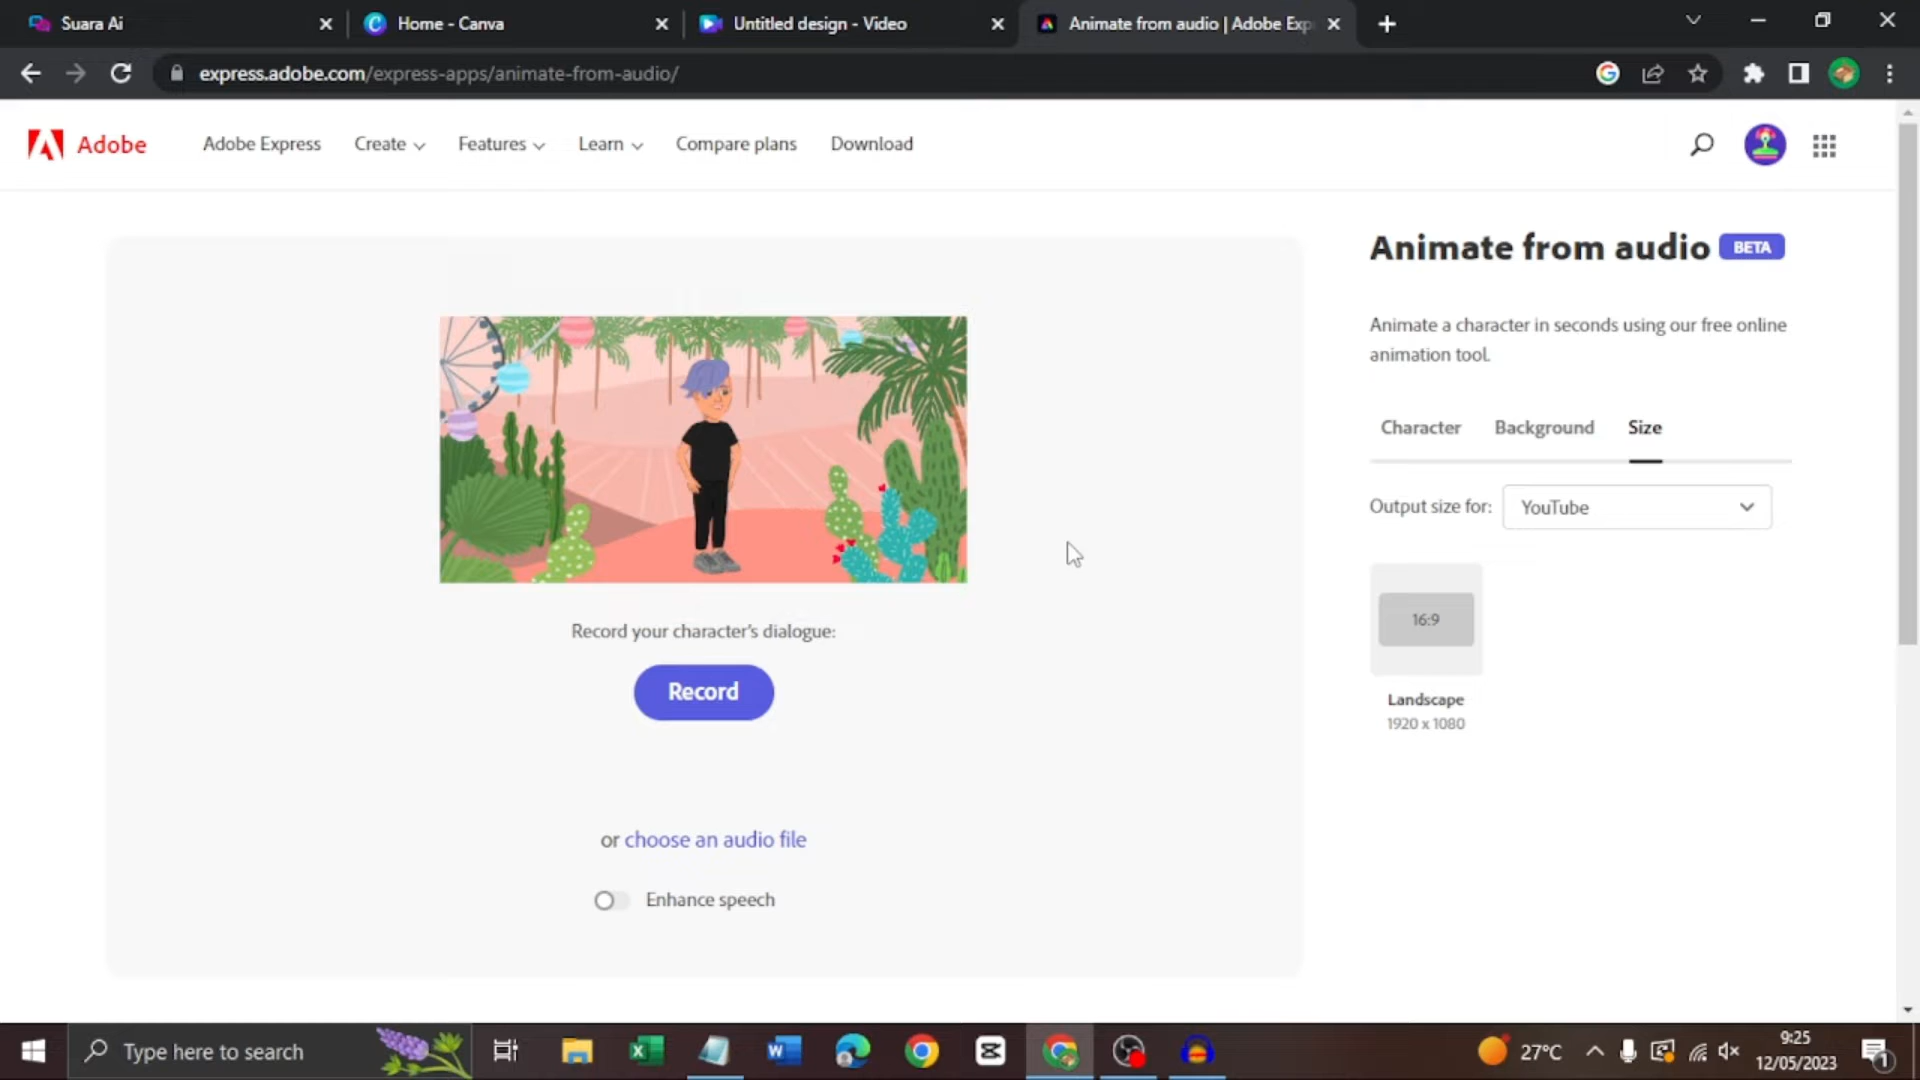 Suara Ai
Home - Canva
Untitled design - Video
Animate from audio | Adobe Exp
express.adobe.com/express-apps/animate-from-audio/
Adobe
Adobe Express
Create
Features
Learn
Compare plans
Download
Animate from audio
BETA
Animate a character in seconds using our free online
animation tool.
Character
Background
Size
Output size for:
YouTube
16:9
Landscape
1920 x 1080
Record your character's dialogue:
Record
or choose an audio file
Enhance speech
Type here to search
27°C
9:25
12/05/2023
1